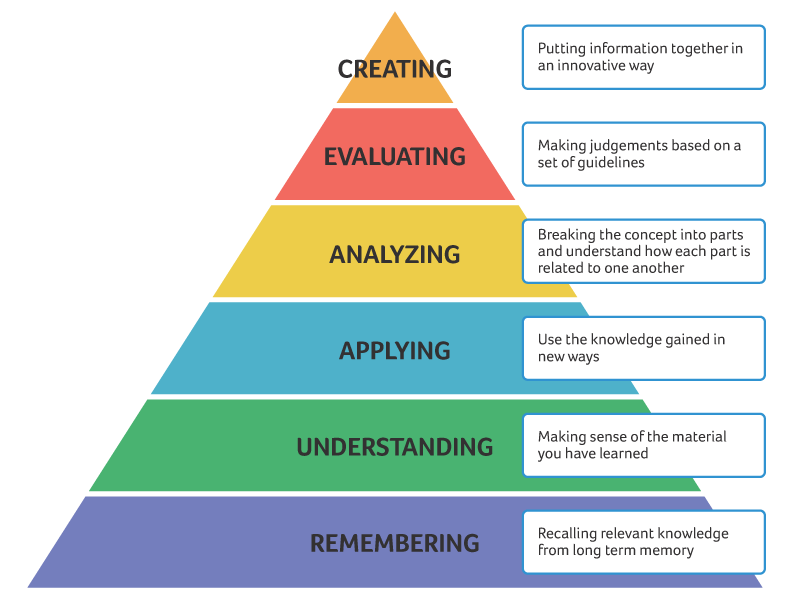 CREATING
Putting information together in
an innovative way
EVALUATING
Making judgements based on a
set of guidelines
ANALYZING
Breaking the concept into parts
and understand how each part is
related to one another
APPLYING
Use the knowledge gained in
new ways
UNDERSTANDING
Making sense of the material
you have learned
REMEMBERING
Recalling relevant knowledge
from long term memory